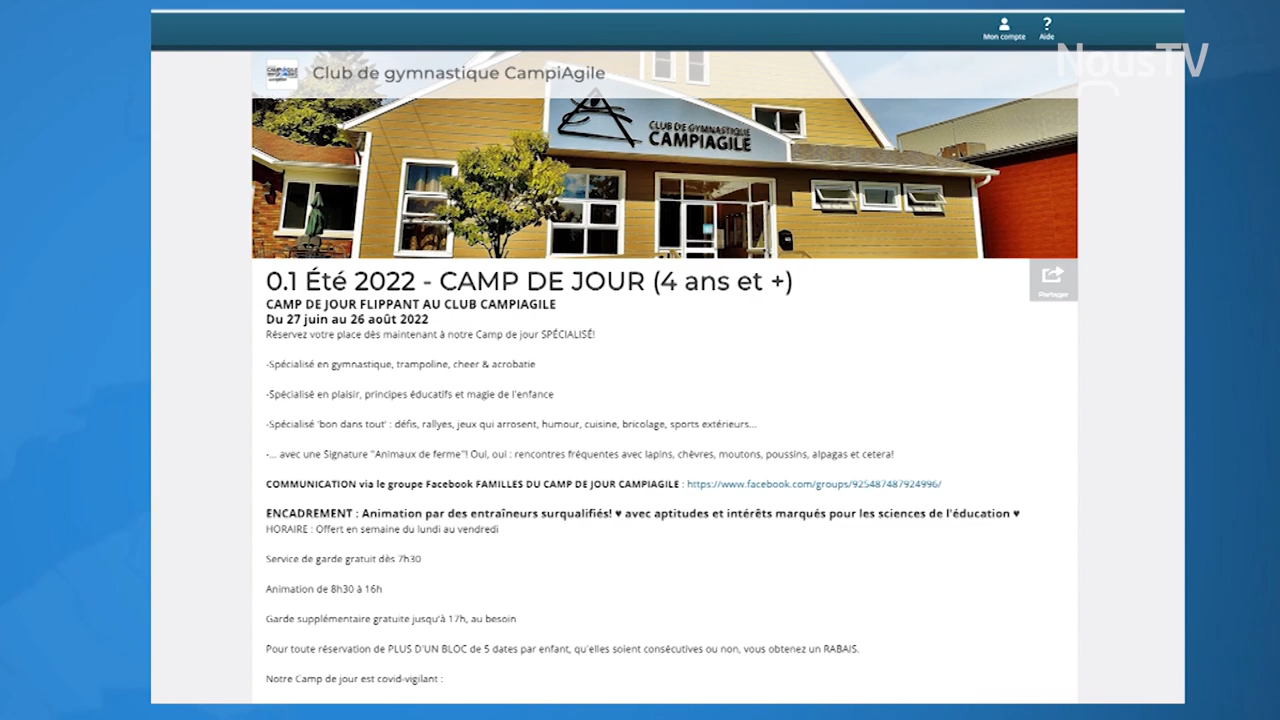 Mon compte
Aide
NousTV
Club de gymnastique CampiAgile
CLUB DE GYMNASTIQUE
CAMPIAGILE
0.1 Été 2022 - CAMP DE JOUR (4 ans et +)
Partager
CAMP DE JOUR FLIPPANT AU CLUB CAMPIAGILE
Du 27 juin au 26 août 2022
Réservez votre place dès maintenant à notre Camp de jour SPÉCIALISÉ!
-Spécialisé en gymnastique, trampoline, cheer & acrobatie
-Spécialisé en plaisir, principes éducatifs et magie de l'enfance
-Spécialisé 'bon dans tout' : défis, rallyes, jeux qui arrosent, humour, cuisine, bricolage, sports extérieurs...
-... avec une Signature "Animaux de ferme"! Oui, oui : rencontres fréquentes avec lapins, chèvres, moutons, poussins, alpagas et cetera!
COMMUNICATION via le groupe Facebook FAMILLES DU CAMP DE JOUR CAMPIAGILE : https://www.facebook.com/groups/925487487924996/
ENCADREMENT : Animation par des entraîneurs surqualifiés! ♥ avec aptitudes et intérêts marqués pour les sciences de l'éducation ♥
HORAIRE : Offert en semaine du lundi au vendredi
Service de garde gratuit dès 7h30
Animation de 8h30 à 16h
Garde supplémentaire gratuite jusqu'à 17h, au besoin
Pour toute réservation de PLUS D'UN BLOC de 5 dates par enfant, qu'elles soient consécutives ou non, vous obtenez un RABAIS.
Notre Camp de jour est covid-vigilant :